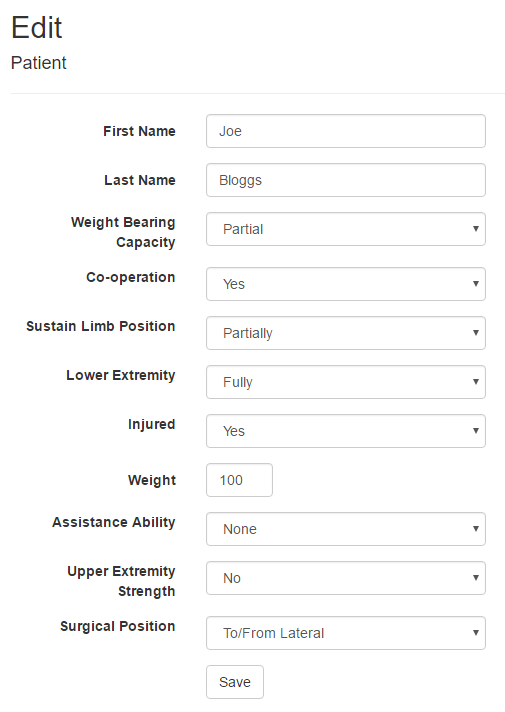 Edit
Patient
First Name Joe
Last Name Bloggs
Weight Bearing
Capacity Partial
Co-operation Yes
Sustain Limb Position Partially
Lower Extremity Fully
Injured Yes
Weight 100
Assistance Ability None
Upper Extremity
Strength No
Surgical Position To/From Lateral
Save